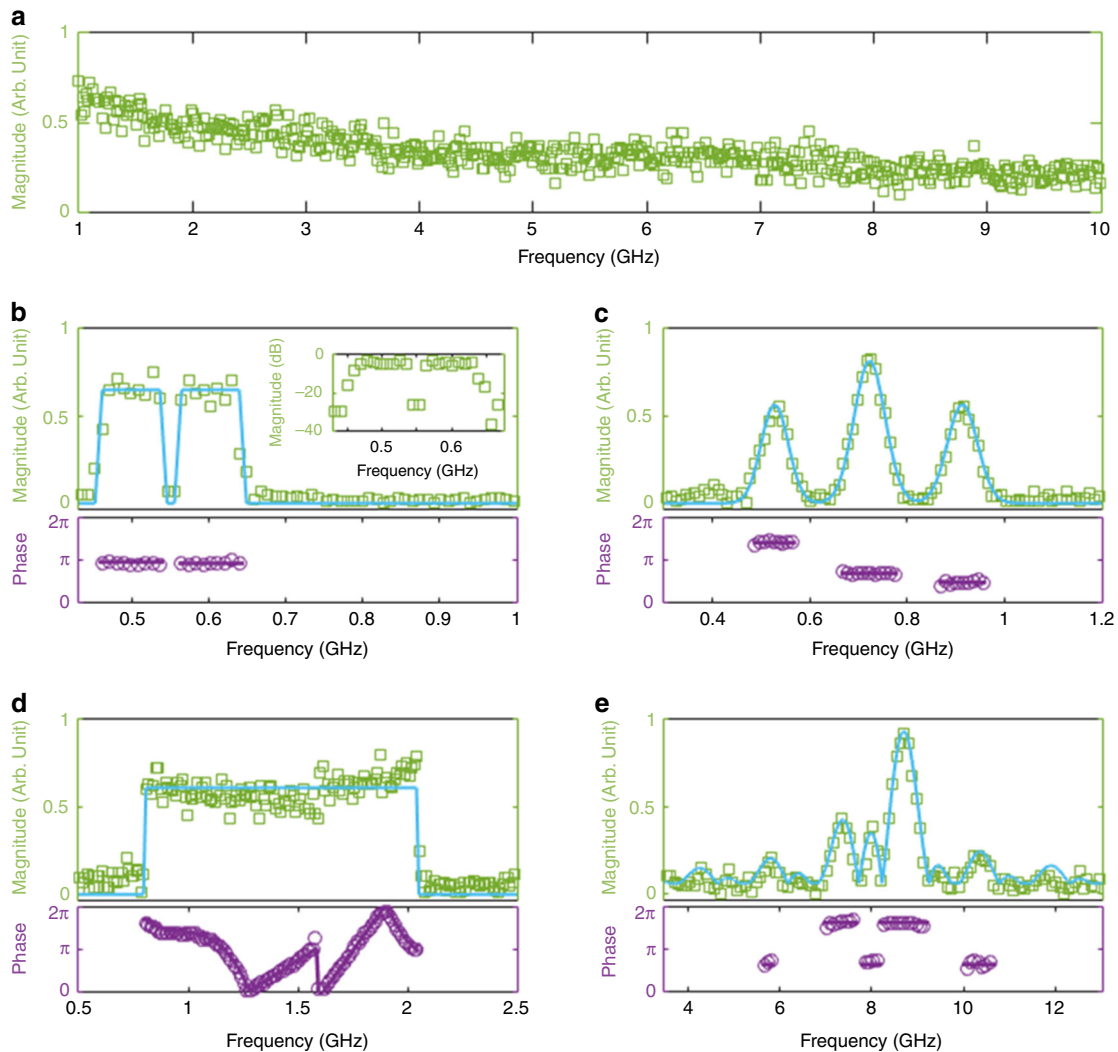 a
Magnitude (Arb. Unit)
1
0.5
0
1 2 3 4 5 6 7 8 9 10
Frequency (GHz)
b
Magnitude (Arb. Unit)
1
0.5
0
Magnitude (dB)
0
−20
−40
0.5 0.6
Frequency (GHz)
Phase
2π
π
0
0.5 0.6 0.7 0.8 0.9 1
Frequency (GHz)
c
Magnitude (Arb. Unit)
1
0.5
0
Phase
2π
π
0
0.4 0.6 0.8 1 1.2
Frequency (GHz)
d
Magnitude (Arb. Unit)
1
0.5
0
Phase
2π
π
0
0.5 1 1.5 2 2.5
Frequency (GHz)
e
Magnitude (Arb. Unit)
1
0.5
0
Phase
2π
π
0
4 6 8 10 12
Frequency (GHz)